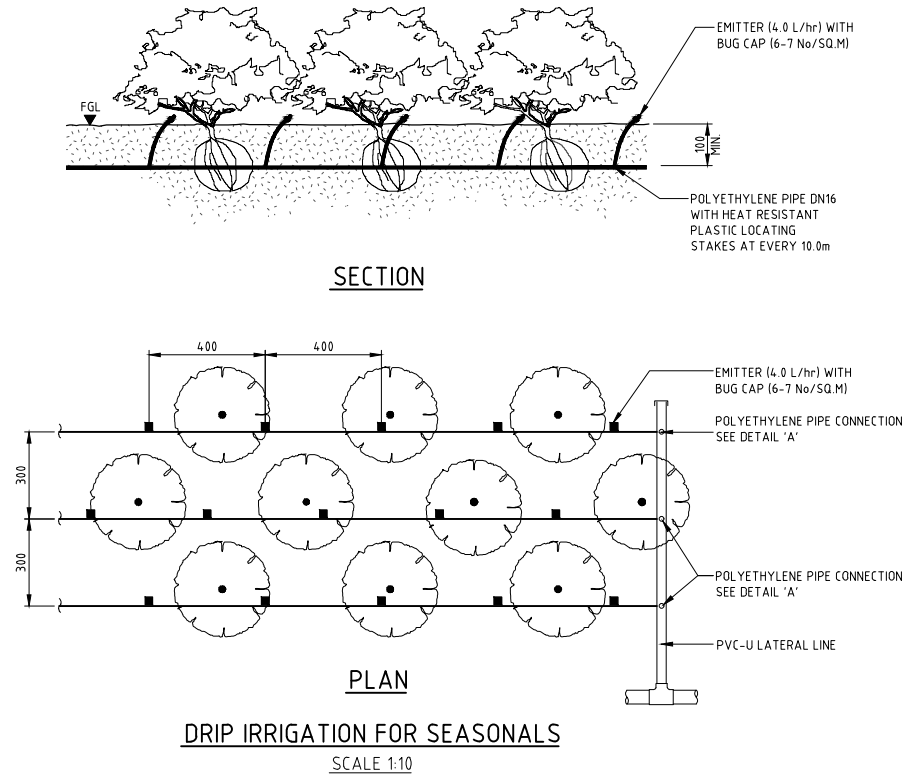 EMITTER (4.0 L/hr) WITH
BUG CAP (6-7 No/SQ.M)
FGL
100
MIN.
POLYETHYLENE PIPE DN16
WITH HEAT RESISTANT
PLASTIC LOCATING
STAKES AT EVERY 10.0m
SECTION
400
400
EMITTER (4.0 L/hr) WITH
BUG CAP (6-7 No/SQ.M)
POLYETHYLENE PIPE CONNECTION
SEE DETAIL 'A'
300
300
POLYETHYLENE PIPE CONNECTION
SEE DETAIL 'A'
PVC-U LATERAL LINE
PLAN
DRIP IRRIGATION FOR SEASONALS
SCALE 1:10